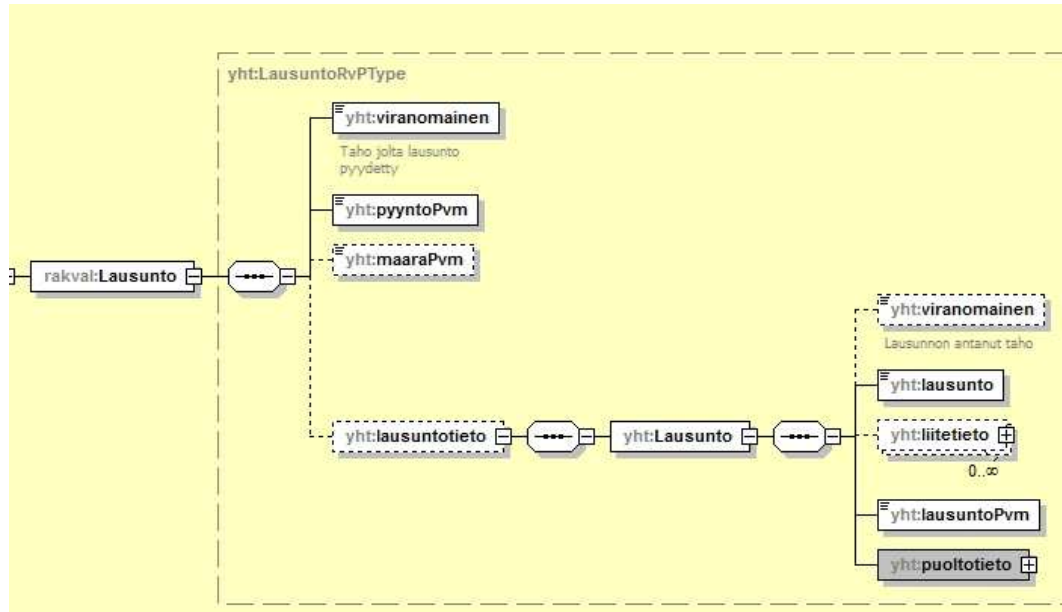 yht:LausuntoRvPType
yht:viranomainen
Taho jolta lausunto
pyydetty
yht:pyyntoPvm
yht:maaraPvm
rakval:Lausunto
yht:viranomainen
Lausunnon antanut taho
yht:lausunto
yht:lausuntotieto
yht:Lausunto
yht:liitetieto
0..∞
yht:lausuntoPvm
yht:puoltotieto